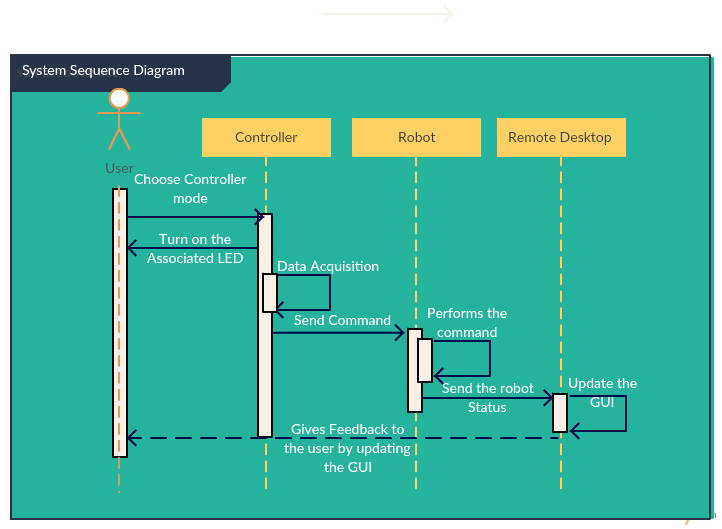 System Sequence Diagram
Controller
Robot
Remote Desktop
User
Choose Controller
mode
Turn on the
Associated LED
Data Acquisition
Send Command
Performs the
command
Send the robot
Status
Update the
GUI
Gives Feedback to
the user by updating
the GUI